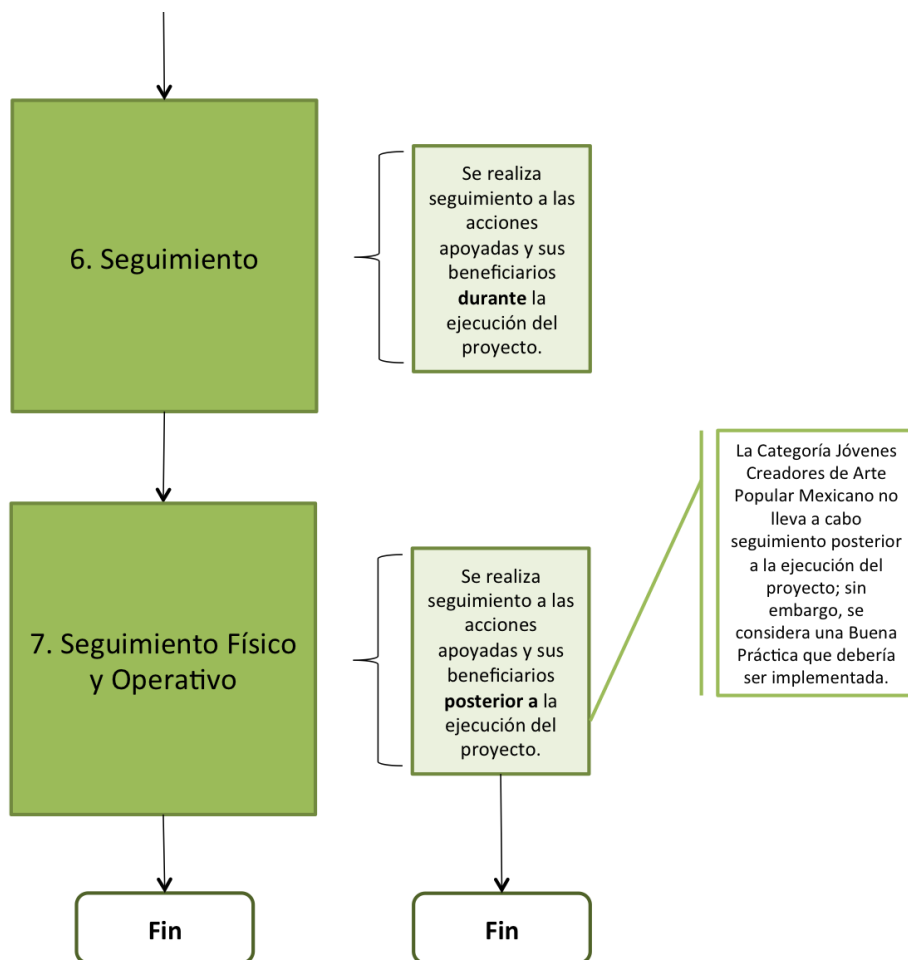 6. Seguimiento
Se realiza
seguimiento a las
acciones
apoyadas y sus
beneficiarios
durante la
ejecución del
proyecto.
La Categoría Jóvenes
Creadores de Arte
Popular Mexicano no
lleva a cabo
seguimiento posterior
a la ejecución del
proyecto; sin
embargo, se
considera una Buena
Práctica que debería
ser implementada.
7. Seguimiento Físico
y Operativo
Se realiza
seguimiento a las
acciones
apoyadas y sus
beneficiarios
posterior a la
ejecución del
proyecto.
Fin
Fin